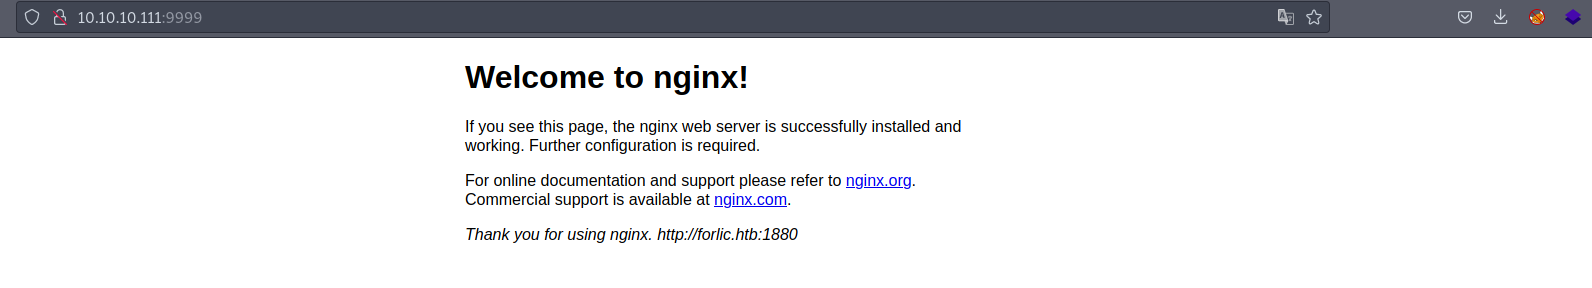 10.10.10.111:9999
Welcome to nginx!
If you see this page, the nginx web server is successfully installed and
working. Further configuration is required.
For online documentation and support please refer to nginx.org.
Commercial support is available at nginx.com.
Thank you for using nginx. http://forlic.htb:1880